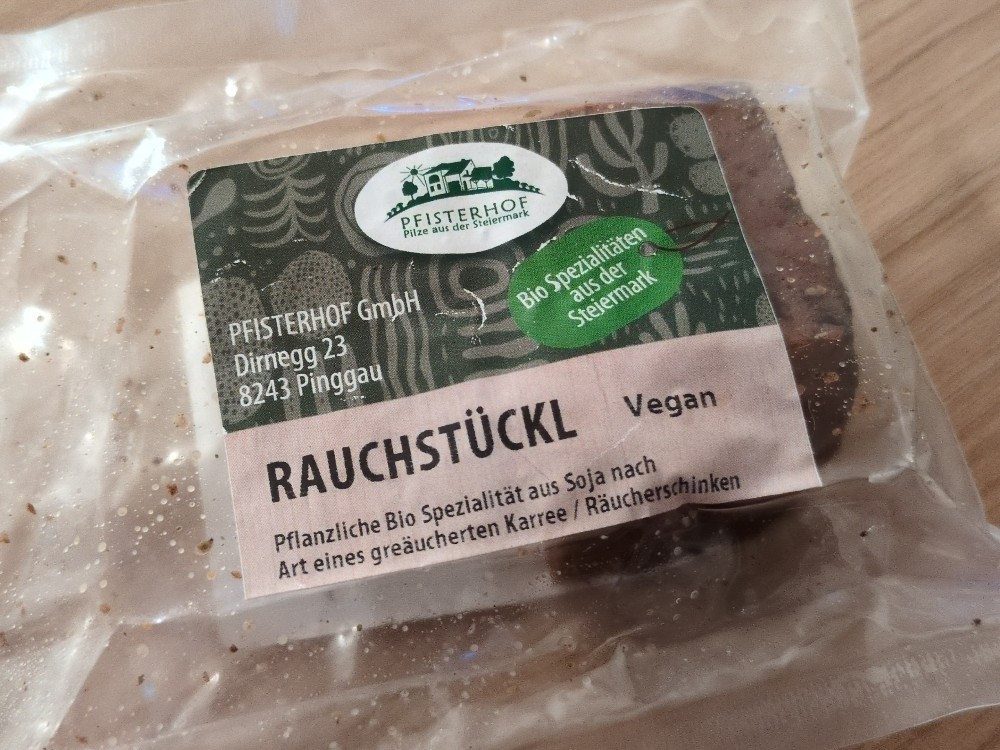 PFISTERHOF
Pilze aus der Steiermark
Bio Spezialitäten
aus der
Steiermark
PFISTERHOF GmbH
Dirnegg 23
8243 Pinggau
RAUCHSTÜCKL
Vegan
Pflanzliche Bio Spezialität aus Soja nach
Art eines greäucherten Karree / Räucherschinken